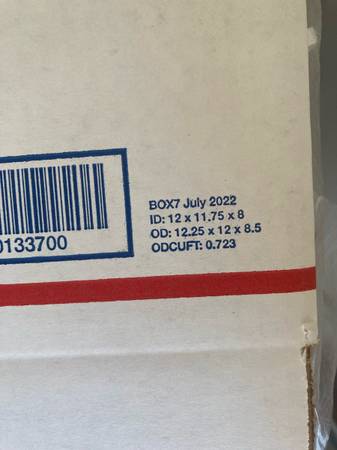 BOX7 July 2022
ID: 12 x 11.75 x 8
OD: 12.25 x 12 x 8.5
ODCUFT: 0.723
0133700